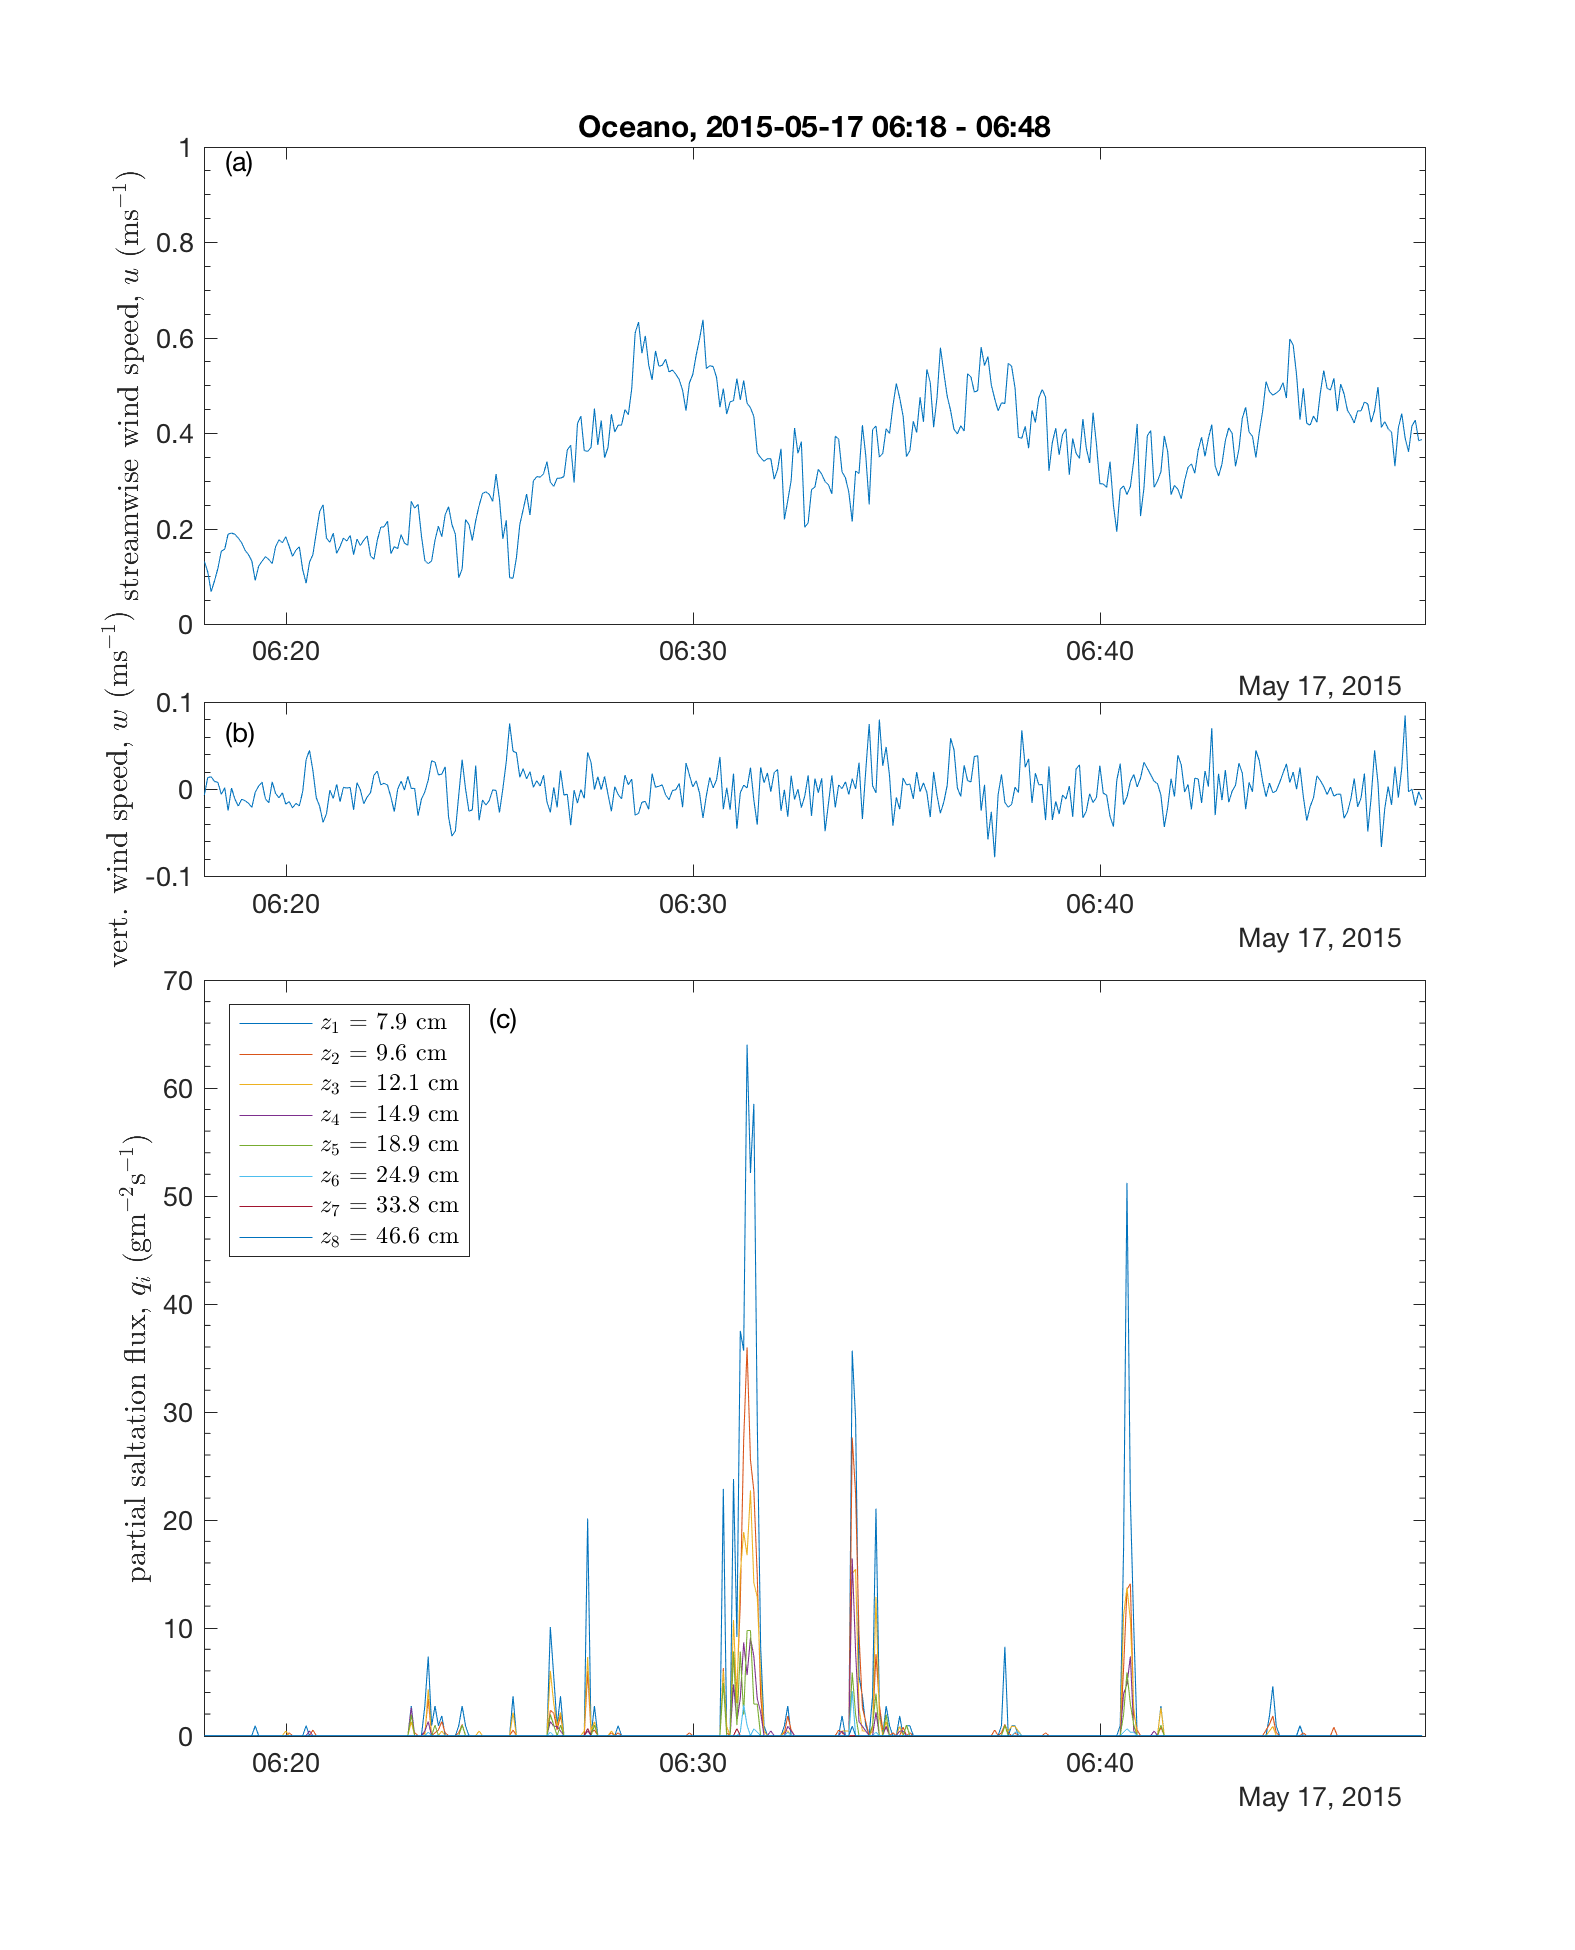 Oceano, 2015-05-17 06:18 - 06:48
(a)
streamwise wind speed, u (ms⁻¹)
1
0.8
0.6
0.4
0.2
0
06:20 06:30 06:40
May 17, 2015
(b)
vert. wind speed, w (ms⁻¹)
0.1
0
-0.1
06:20 06:30 06:40
May 17, 2015
(c)
partial saltation flux, qᵢ (gm⁻²s⁻¹)
70
60
50
40
30
20
10
0
z₁ = 7.9 cm
z₂ = 9.6 cm
z₃ = 12.1 cm
z₄ = 14.9 cm
z₅ = 18.9 cm
z₆ = 24.9 cm
z₇ = 33.8 cm
z₈ = 46.6 cm
06:20 06:30 06:40
May 17, 2015